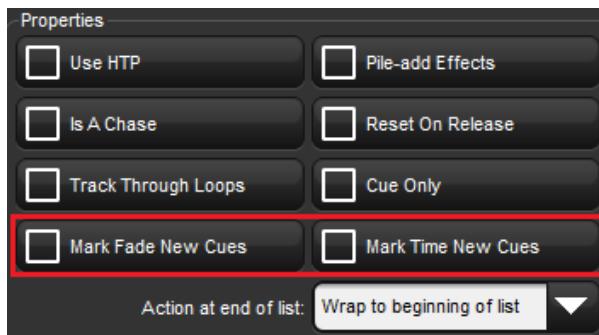 Properties
Use HTP
Pile-add Effects
Is A Chase
Reset On Release
Track Through Loops
Cue Only
Mark Fade New Cues
Mark Time New Cues
Action at end of list: Wrap to beginning of list